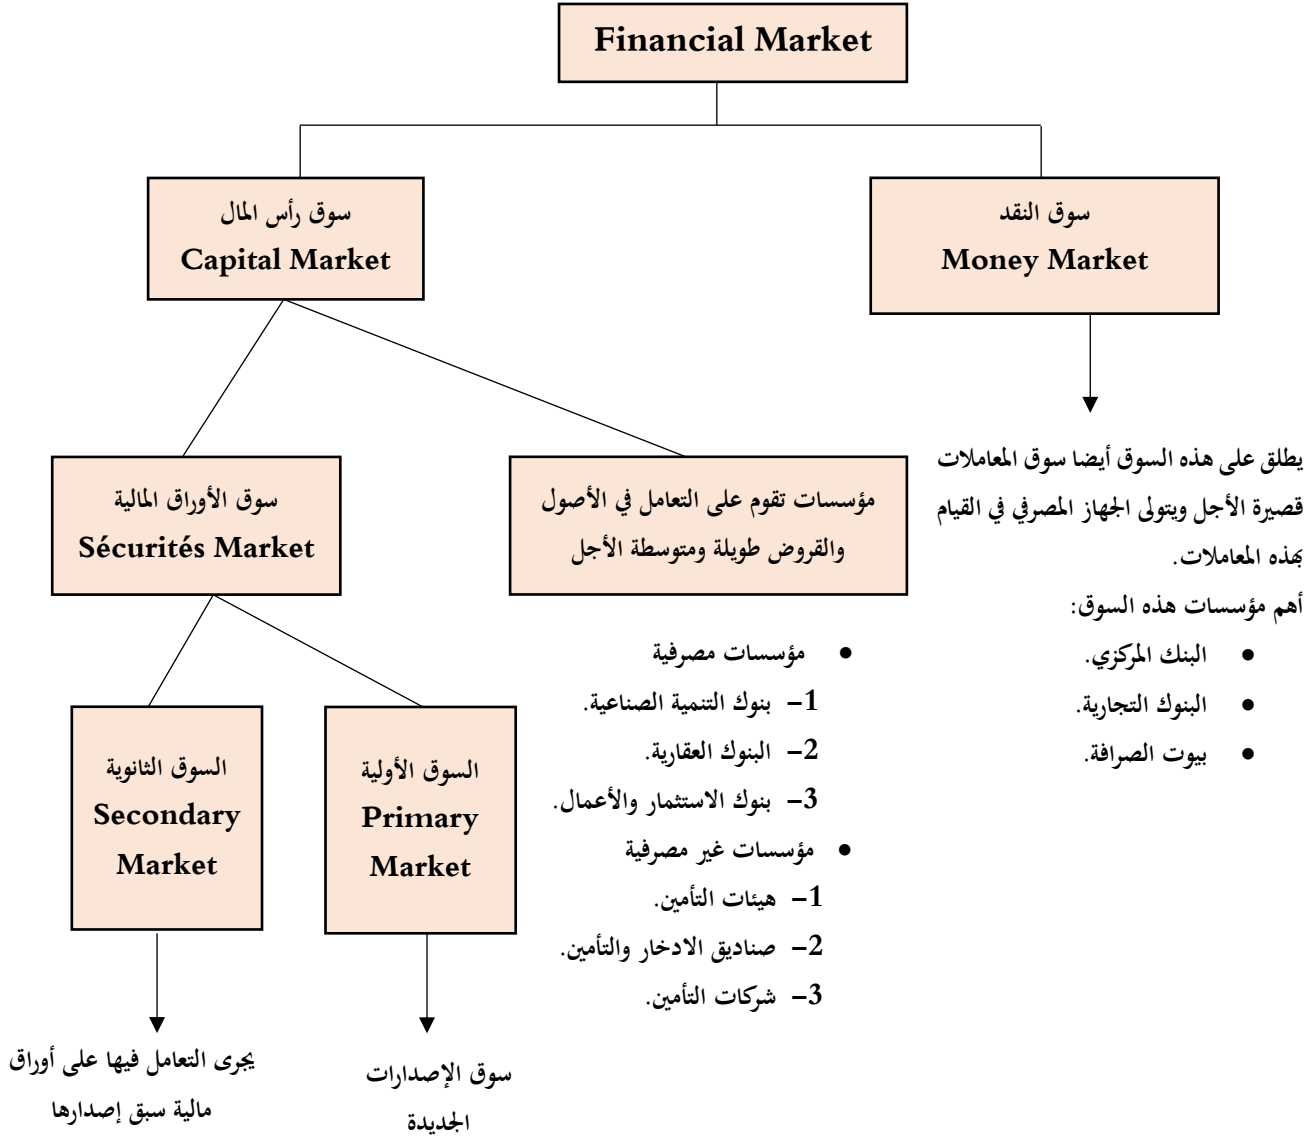 Financial Market
سوق النقد
Money Market
يطلق على هذه السوق أيضا سوق المعاملات
قصيرة الأجل ويتولى الجهاز المصرفي في القيام
بهذه المعاملات.
أهم مؤسسات هذه السوق:
• البنك المركزي.
• البنوك التجارية.
• بيوت الصرافة.
سوق رأس المال
Capital Market
مؤسسات تقوم على التعامل في الأصول
والقروض طويلة ومتوسطة الأجل
• مؤسسات مصرفية
1– بنوك التنمية الصناعية.
2– البنوك العقارية.
3– بنوك الاستثمار والأعمال.
• مؤسسات غير مصرفية
1– هيئات التأمين.
2– صناديق الادخار والتأمين.
3– شركات التأمين.
سوق الأوراق المالية
Sécurités Market
السوق الأولية
Primary
Market
سوق الإصدارات
الجديدة
السوق الثانوية
Secondary
Market
يجرى التعامل فيها على أوراق
مالية سبق إصدارها